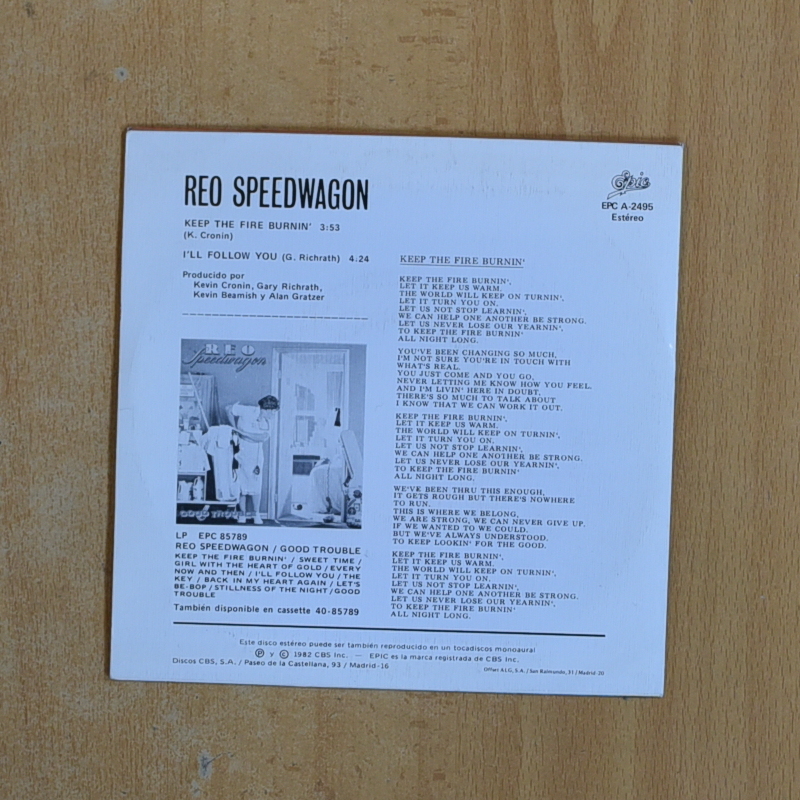 REO SPEEDWAGON
KEEP THE FIRE BURNIN' 3:53
(K. Cronin)
I'LL FOLLOW YOU (G. Richrath) 4.24
Producido por
Kevin Cronin, Gary Richrath,
Kevin Beamish y Alan Gratzer
REO
Speedwagon
GOOD TROUBLE
LP EPC 85789
REO SPEEDWAGON / GOOD TROUBLE
KEEP THE FIRE BURNIN' / SWEET TIME /
GIRL WITH THE HEART OF GOLD / EVERY
NOW AND THEN / I'LL FOLLOW YOU / THE
KEY / BACK IN MY HEART AGAIN / LET'S
BE-BOP / STILLNESS OF THE NIGHT / GOOD
TROUBLE
También disponible en cassette 40-85789
Epic
EPC A-2495
Estéreo
KEEP THE FIRE BURNIN'
KEEP THE FIRE BURNIN',
LET IT KEEP US WARM.
THE WORLD WILL KEEP ON TURNIN',
LET IT TURN YOU ON.
LET US NOT STOP LEARNIN',
WE CAN HELP ONE ANOTHER BE STRONG.
LET US NEVER LOSE OUR YEARNIN',
TO KEEP THE FIRE BURNIN'
ALL NIGHT LONG.
YOU'VE BEEN CHANGING SO MUCH,
I'M NOT SURE YOU'RE IN TOUCH WITH
WHAT'S REAL.
YOU JUST COME AND YOU GO,
NEVER LETTING ME KNOW HOW YOU FEEL.
AND I'M LIVIN' HERE IN DOUBT,
THERE'S SO MUCH TO TALK ABOUT
I KNOW THAT WE CAN WORK IT OUT.
KEEP THE FIRE BURNIN',
LET IT KEEP US WARM.
THE WORLD WILL KEEP ON TURNIN',
LET IT TURN YOU ON.
LET US NOT STOP LEARNIN',
WE CAN HELP ONE ANOTHER BE STRONG.
LET US NEVER LOSE OUR YEARNIN',
TO KEEP THE FIRE BURNIN'
ALL NIGHT LONG.
WE'VE BEEN THRU THIS ENOUGH,
IT GETS ROUGH BUT THERE'S NOWHERE
TO RUN.
THIS IS WHERE WE BELONG,
WE ARE STRONG, WE CAN NEVER GIVE UP.
IF WE WANTED TO WE COULD.
BUT WE'VE ALWAYS UNDERSTOOD,
TO KEEP LOOKIN' FOR THE GOOD.
KEEP THE FIRE BURNIN',
LET IT KEEP US WARM.
THE WORLD WILL KEEP ON TURNIN',
LET IT TURN YOU ON.
LET US NOT STOP LEARNIN',
WE CAN HELP ONE ANOTHER BE STRONG.
LET US NEVER LOSE OUR YEARNIN',
TO KEEP THE FIRE BURNIN'
ALL NIGHT LONG.
Este disco estéreo puede ser también reproducido en un tocadiscos monoaural
Ⓟ y © 1982 CBS Inc. — EPIC es la marca registrada de CBS Inc.
Discos CBS, S.A. / Paseo de la Castellana, 93 / Madrid-16
Offset ALG, S.A. / San Raimundo, 31 / Madrid-20